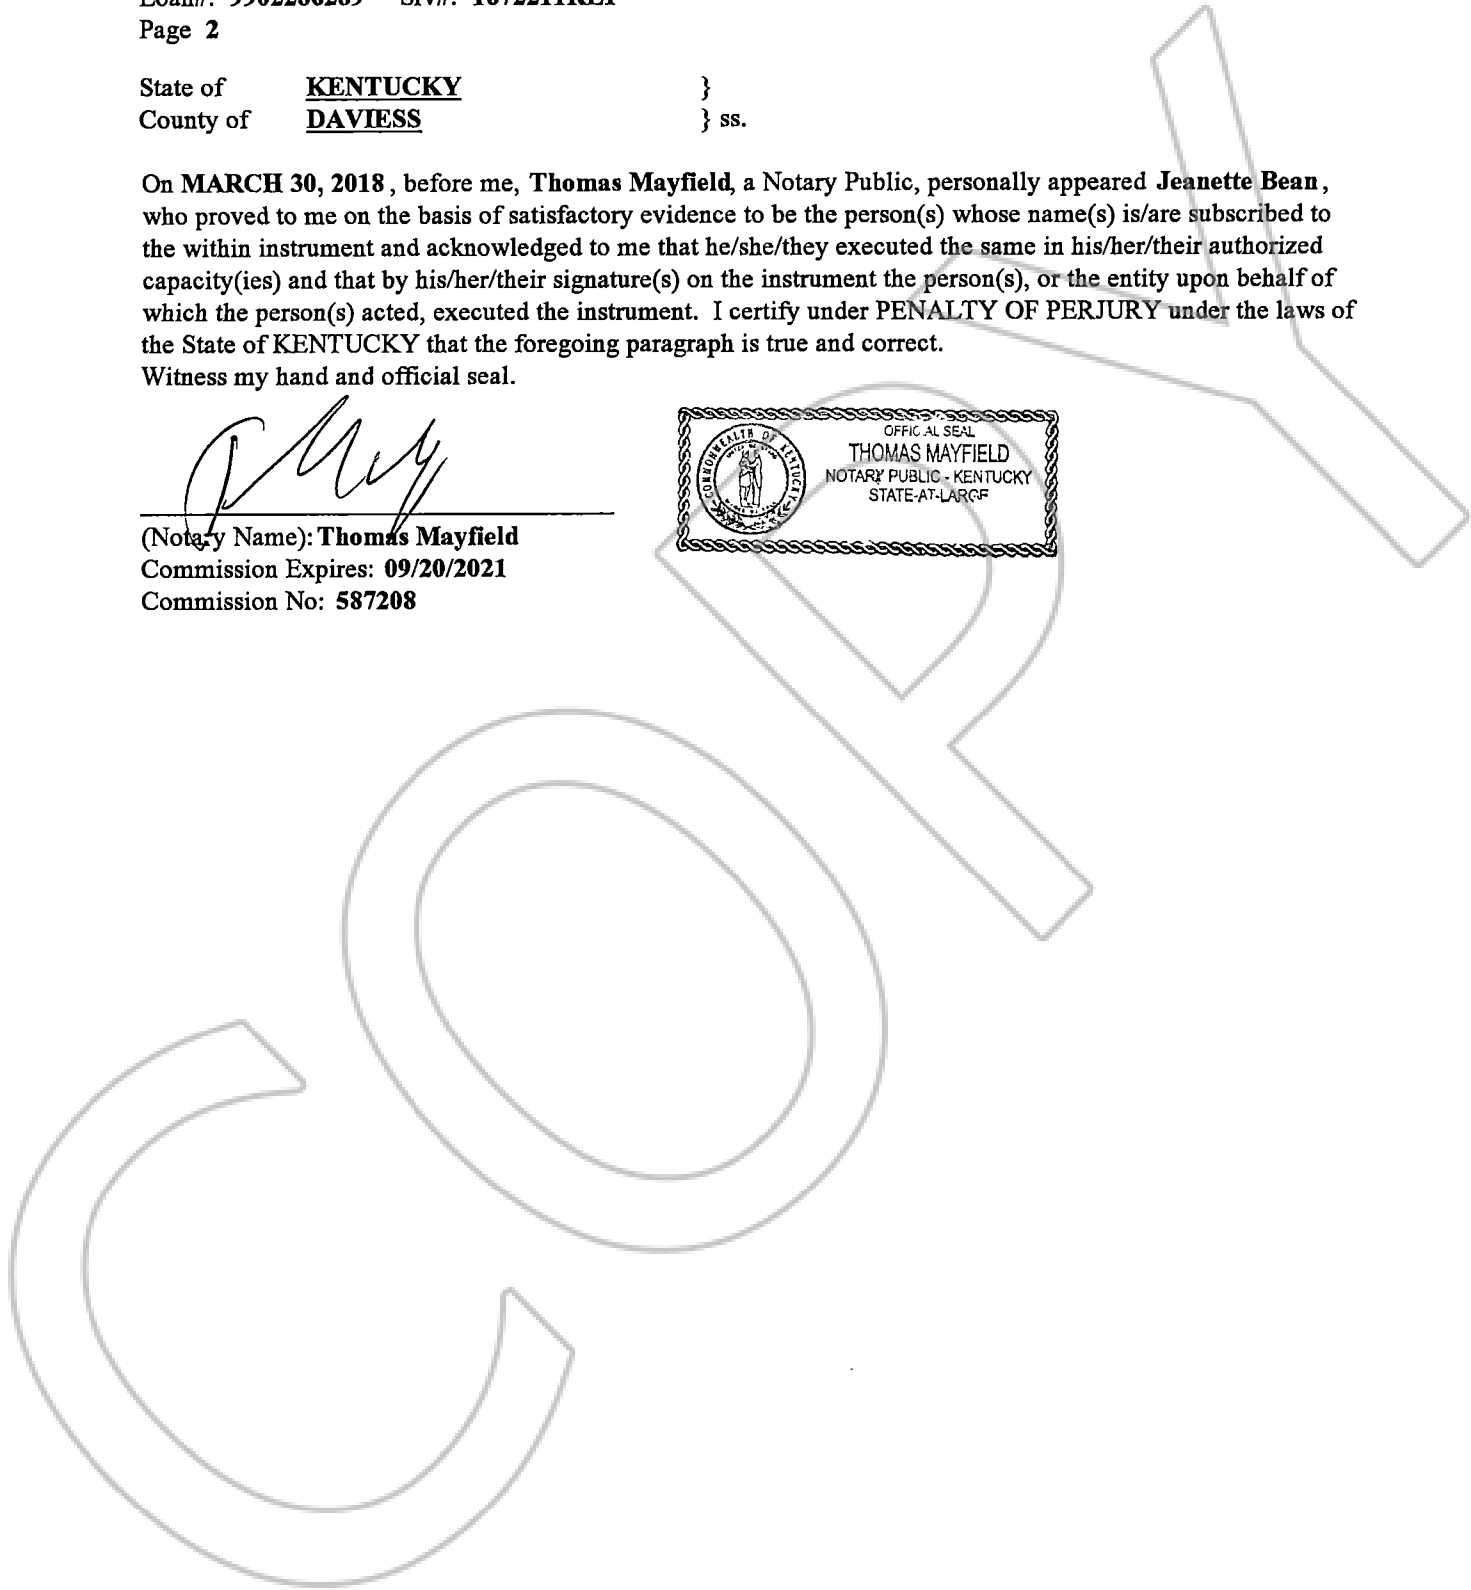 Page 2
State of KENTUCKY }
County of DAVIESS } ss.
On MARCH 30, 2018 , before me, Thomas Mayfield, a Notary Public, personally appeared Jeanette Bean ,
who proved to me on the basis of satisfactory evidence to be the person(s) whose name(s) is/are subscribed to
the within instrument and acknowledged to me that he/she/they executed the same in his/her/their authorized
capacity(ies) and that by his/her/their signature(s) on the instrument the person(s), or the entity upon behalf of
which the person(s) acted, executed the instrument. I certify under PENALTY OF PERJURY under the laws of
the State of KENTUCKY that the foregoing paragraph is true and correct.
Witness my hand and official seal.
OFFIC AL SEAL
THOMAS MAYFIELD
NOTARY PUBLIC - KENTUCKY
STATE-AT-LARGE
COMMONWEALTH OF KENTUCKY
(Notary Name): Thomas Mayfield
Commission Expires: 09/20/2021
Commission No: 587208
COPY